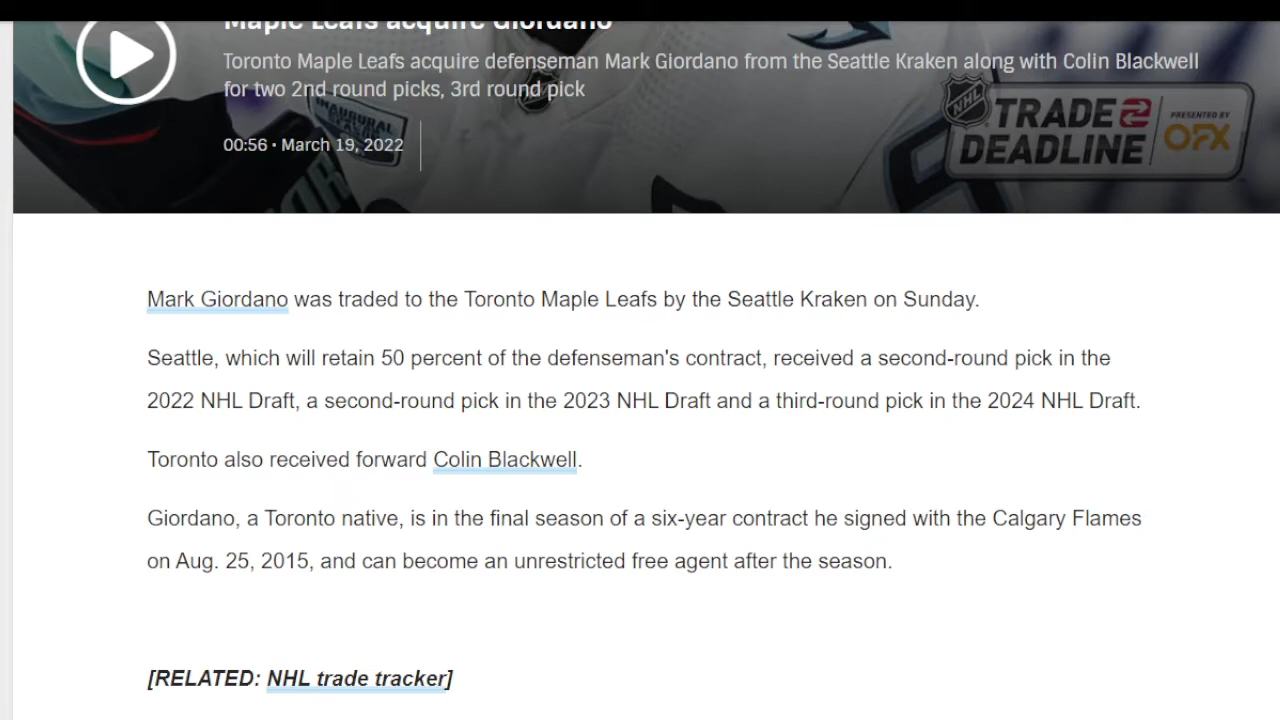 Maple Leafs acquire Giordano
Toronto Maple Leafs acquire defenseman Mark Giordano from the Seattle Kraken along with Colin Blackwell
for two 2nd round picks, 3rd round pick
00:56 • March 19, 2022
INAUGURAL
SEASON
NHL
TRADE
DEADLINE
PRESENTED BY
OFX
Mark Giordano was traded to the Toronto Maple Leafs by the Seattle Kraken on Sunday.
Seattle, which will retain 50 percent of the defenseman's contract, received a second-round pick in the
2022 NHL Draft, a second-round pick in the 2023 NHL Draft and a third-round pick in the 2024 NHL Draft.
Toronto also received forward Colin Blackwell.
Giordano, a Toronto native, is in the final season of a six-year contract he signed with the Calgary Flames
on Aug. 25, 2015, and can become an unrestricted free agent after the season.
[RELATED: NHL trade tracker]